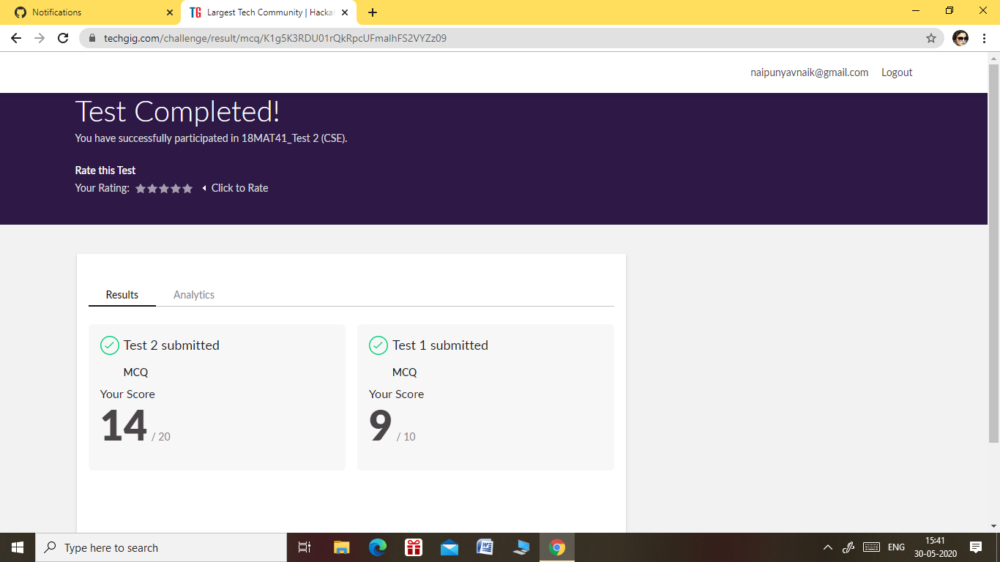 Notifications
TG Largest Tech Community | Hacka
techgig.com/challenge/result/mcq/K1g5K3RDU01rQkRpcUFmalhFS2VYZz09
naipunyavnaik@gmail.com Logout
Test Completed!
You have successfully participated in 18MAT41_Test 2 (CSE).
Rate this Test
Your Rating: Click to Rate
Results Analytics
Test 2 submitted
MCQ
Your Score
14 / 20
Test 1 submitted
MCQ
Your Score
9 / 10
Type here to search
ENG
15:41
30-05-2020